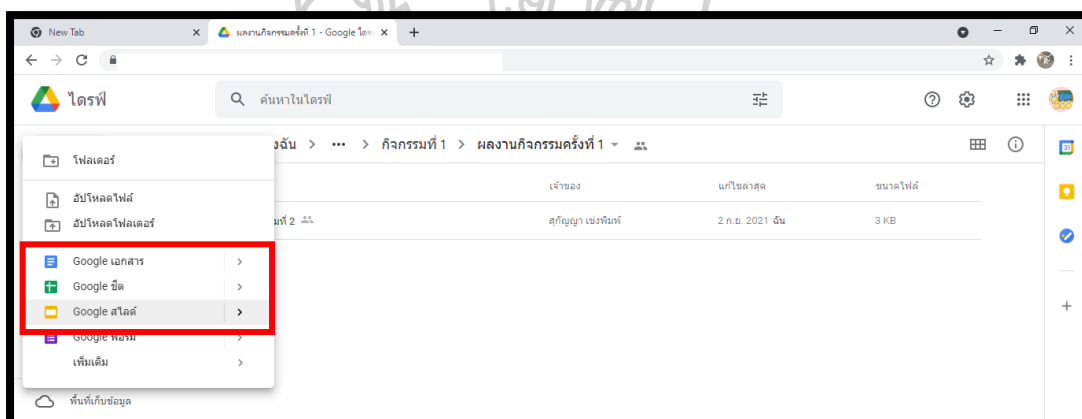 New Tab
ผลงานกิจกรรมครั้งที่ 1 - Google ไดร
ไดรฟ์
ค้นหาในไดรฟ์
งฉัน > ••• > กิจกรรมที่ 1 > ผลงานกิจกรรมครั้งที่ 1
โฟลเดอร์
เจ้าของ แก้ไขล่าสุด ขนาดไฟล์
อัปโหลดไฟล์
อัปโหลดโฟลเดอร์
มที่ 2 สุกัญญา เซ่งพิมพ์ 2 ก.ย. 2021 ฉัน 3 KB
Google เอกสาร
Google ชีต
Google สไลด์
Google ฟอร์ม
เพิ่มเติม
พื้นที่เก็บข้อมูล
31